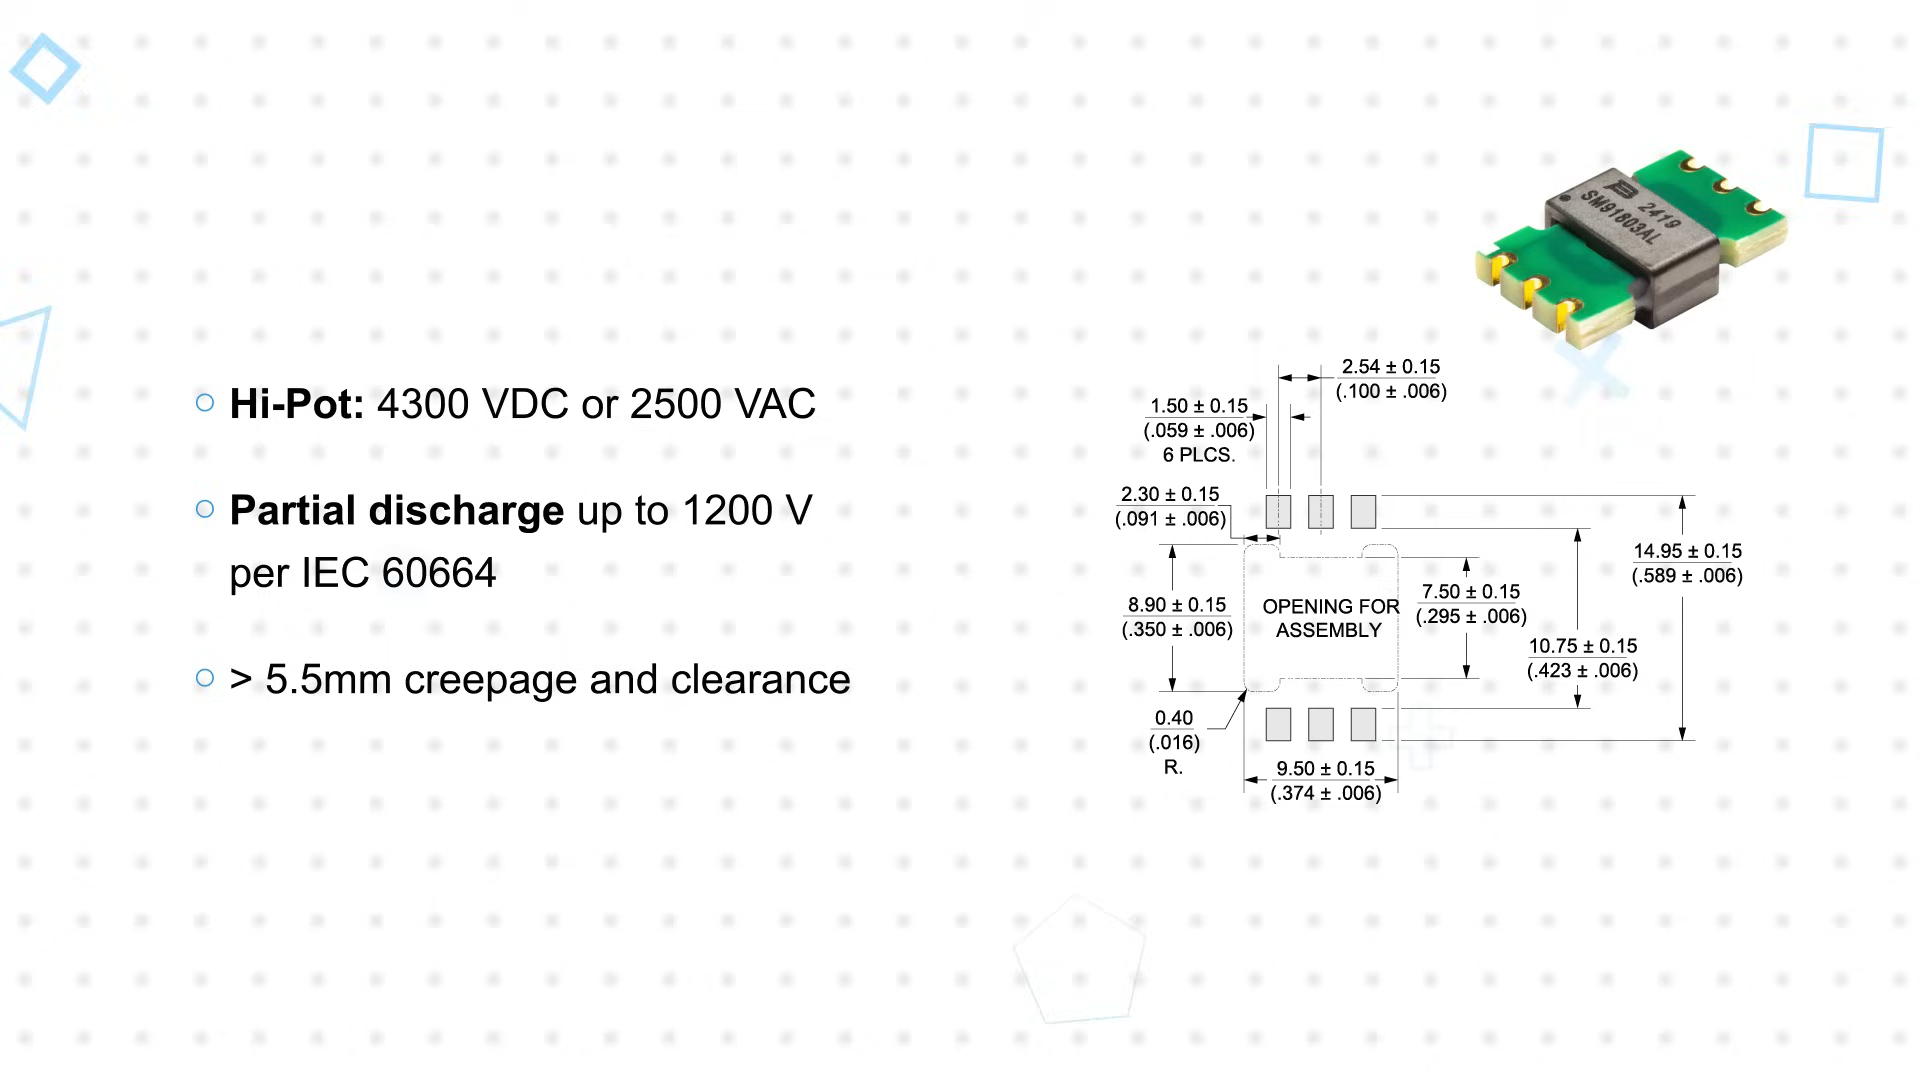 Hi-Pot: 4300 VDC or 2500 VAC
Partial discharge up to 1200 V
per IEC 60664
> 5.5mm creepage and clearance
2419
SM91803AL
2.54 ± 0.15
(.100 ± .006)
1.50 ± 0.15
(.059 ± .006)
6 PLCS.
2.30 ± 0.15
(.091 ± .006)
14.95 ± 0.15
(.589 ± .006)
7.50 ± 0.15
(.295 ± .006)
8.90 ± 0.15
(.350 ± .006)
OPENING FOR
ASSEMBLY
10.75 ± 0.15
(.423 ± .006)
0.40
(.016)
R.
9.50 ± 0.15
(.374 ± .006)